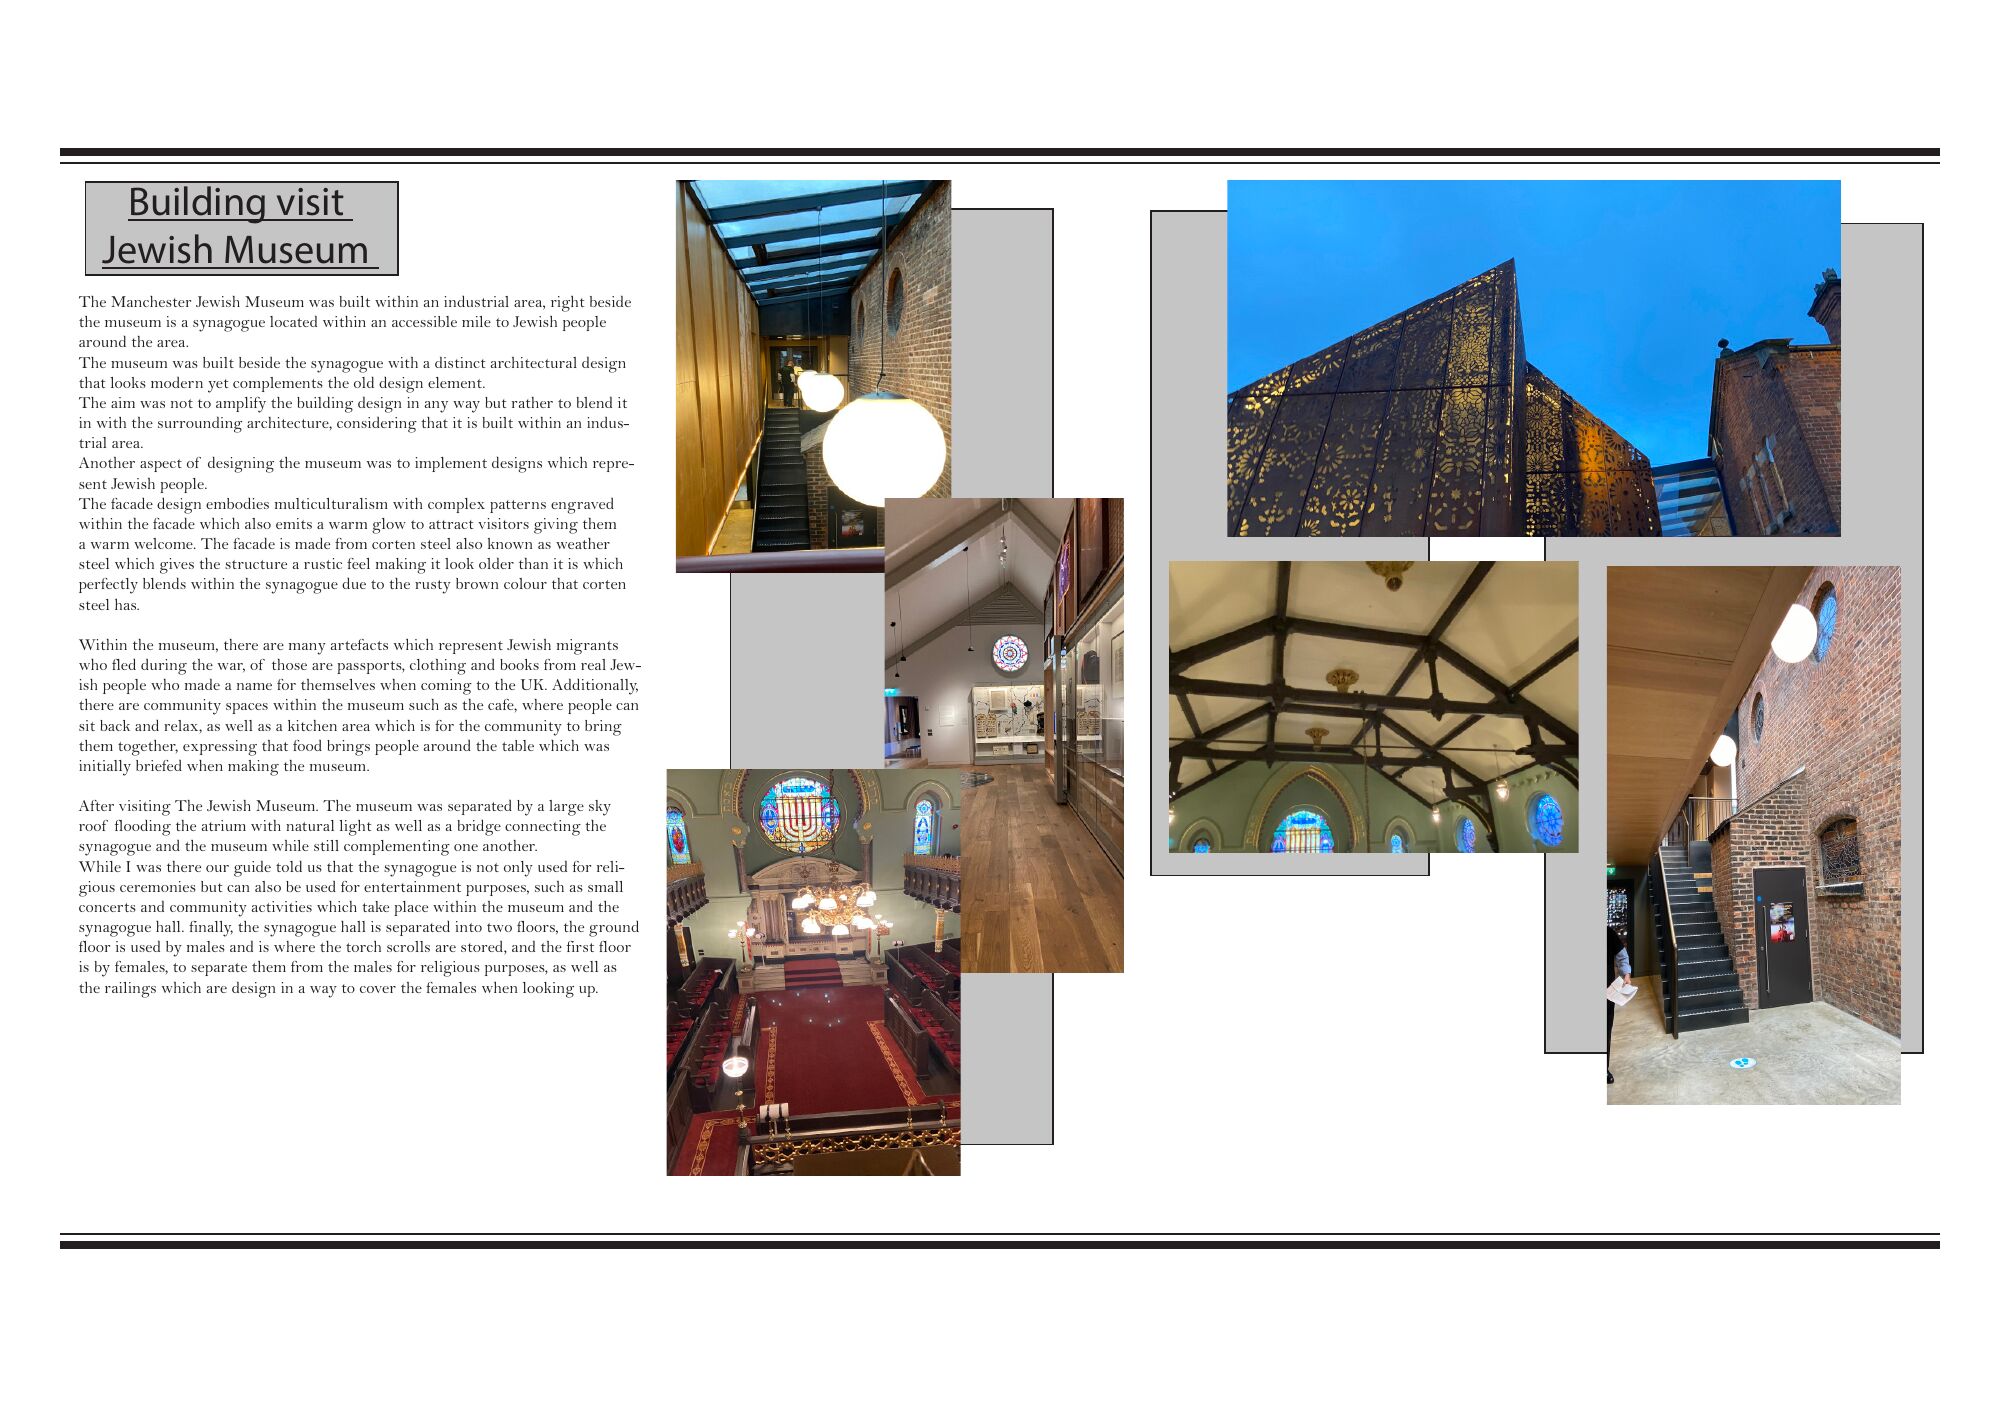 Building visit
Jewish Museum
The Manchester Jewish Museum was built within an industrial area, right beside
the museum is a synagogue located within an accessible mile to Jewish people
around the area.
The museum was built beside the synagogue with a distinct architectural design
that looks modern yet complements the old design element.
The aim was not to amplify the building design in any way but rather to blend it
in with the surrounding architecture, considering that it is built within an indus-
trial area.
Another aspect of designing the museum was to implement designs which repre-
sent Jewish people.
The facade design embodies multiculturalism with complex patterns engraved
within the facade which also emits a warm glow to attract visitors giving them
a warm welcome. The facade is made from corten steel also known as weather
steel which gives the structure a rustic feel making it look older than it is which
perfectly blends within the synagogue due to the rusty brown colour that corten
steel has.
Within the museum, there are many artefacts which represent Jewish migrants
who fled during the war, of those are passports, clothing and books from real Jew-
ish people who made a name for themselves when coming to the UK. Additionally,
there are community spaces within the museum such as the cafe, where people can
sit back and relax, as well as a kitchen area which is for the community to bring
them together, expressing that food brings people around the table which was
initially briefed when making the museum.
After visiting The Jewish Museum. The museum was separated by a large sky
roof flooding the atrium with natural light as well as a bridge connecting the
synagogue and the museum while still complementing one another.
While I was there our guide told us that the synagogue is not only used for reli-
gious ceremonies but can also be used for entertainment purposes, such as small
concerts and community activities which take place within the museum and the
synagogue hall. finally, the synagogue hall is separated into two floors, the ground
floor is used by males and is where the torch scrolls are stored, and the first floor
is by females, to separate them from the males for religious purposes, as well as
the railings which are design in a way to cover the females when looking up.